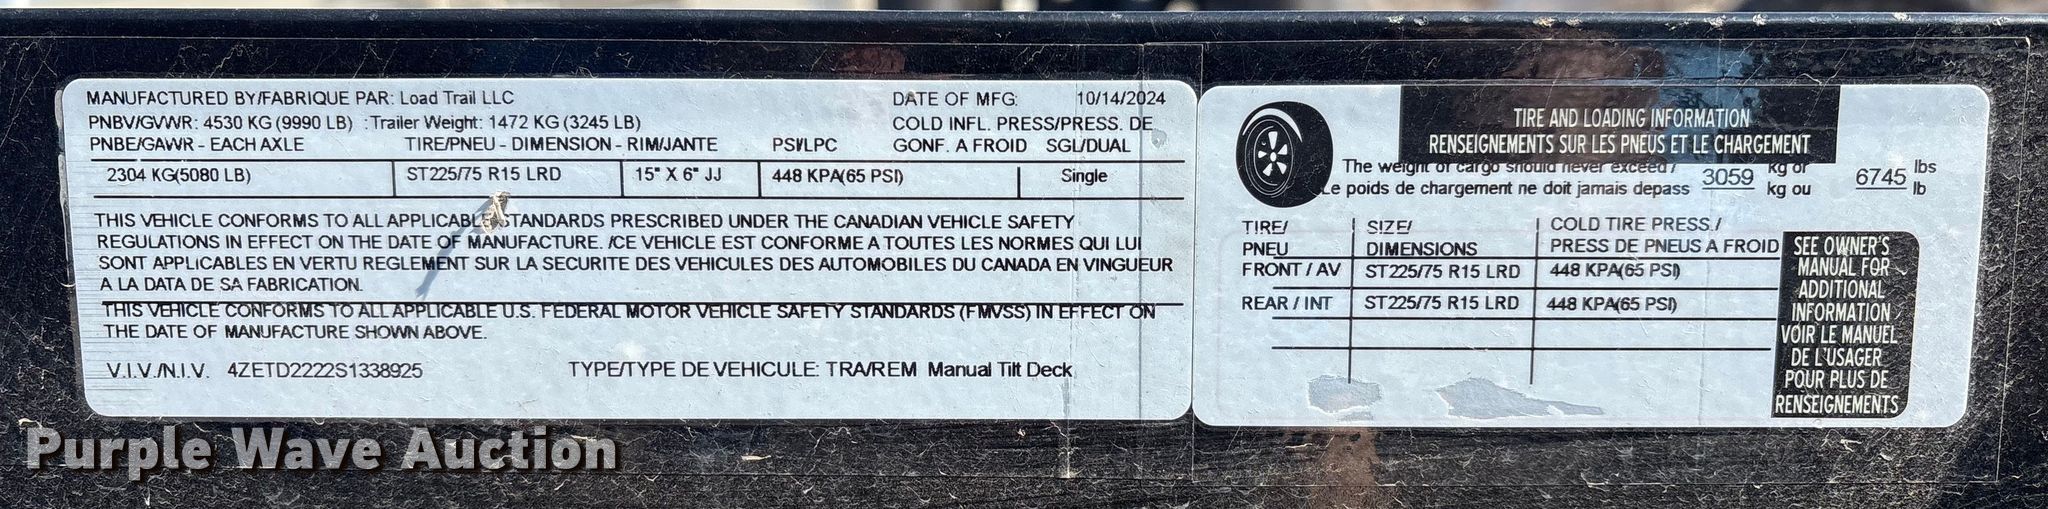 MANUFACTURED BY/FABRIQUE PAR: Load Trail LLC DATE OF MFG: 10/14/2024
PNBV/GVWR: 4530 KG (9990 LB) : Trailer Weight: 1472 KG (3245 LB) COLD INFL. PRESS/PRESS. DE
PNBE/GAWR - EACH AXLE TIRE/PNEU - DIMENSION - RIM/JANTE PSI/LPC GONF. A FROID SGL/DUAL
2304 KG(5080 LB) ST225/75 R15 LRD 15" X 6" JJ 448 KPA(65 PSI) Single
THIS VEHICLE CONFORMS TO ALL APPLICABLE STANDARDS PRESCRIBED UNDER THE CANADIAN VEHICLE SAFETY
REGULATIONS IN EFFECT ON THE DATE OF MANUFACTURE. /CE VEHICLE EST CONFORME A TOUTES LES NORMES QUI LUI
SONT APPLICABLES EN VERTU REGLEMENT SUR LA SECURITE DES VEHICULES DES AUTOMOBILES DU CANADA EN VINGUEUR
A LA DATA DE SA FABRICATION.
THIS VEHICLE CONFORMS TO ALL APPLICABLE U.S. FEDERAL MOTOR VEHICLE SAFETY STANDARDS (FMVSS) IN EFFECT ON
THE DATE OF MANUFACTURE SHOWN ABOVE.
V.I.V./N.I.V. 4ZETD2222S1338925 TYPE/TYPE DE VEHICULE: TRA/REM Manual Tilt Deck
TIRE AND LOADING INFORMATION
RENSEIGNEMENTS SUR LES PNEUS ET LE CHARGEMENT
The weight of cargo should never exceed / 3059 kg or 6745 lbs
Le poids de chargement ne doit jamais depass kg ou lb
TIRE/ SIZE/ COLD TIRE PRESS./
PNEU DIMENSIONS PRESS DE PNEUS A FROID
FRONT / AV ST225/75 R15 LRD 448 KPA(65 PSI)
REAR / INT ST225/75 R15 LRD 448 KPA(65 PSI)
SEE OWNER'S
MANUAL FOR
ADDITIONAL
INFORMATION
VOIR LE MANUEL
DE L'USAGER
POUR PLUS DE
RENSEIGNEMENTS
Purple Wave Auction